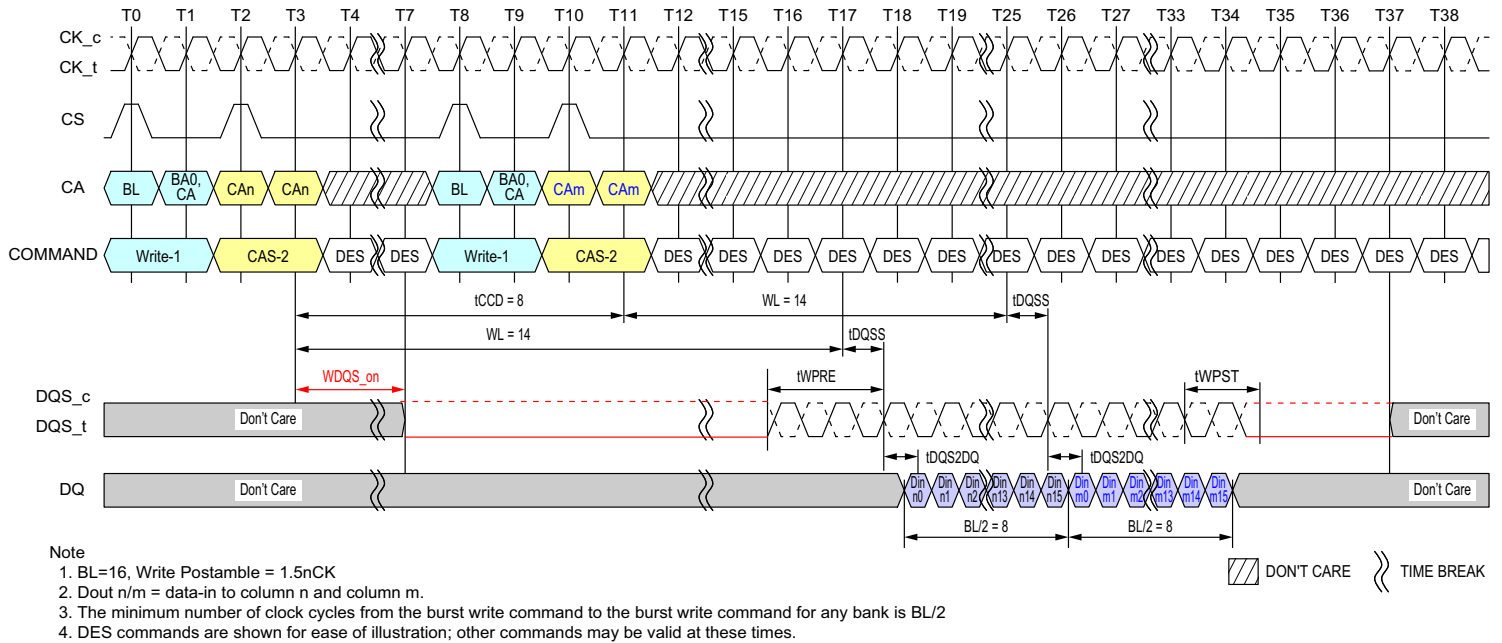 T0 T1 T2 T3 T4 T7 T8 T9 T10 T11 T12 T15 T16 T17 T18 T19 T25 T26 T27 T33 T34 T35 T36 T37 T38
CK_c
CK_t
CS
CA BL BA0, CA CAn CAn BL BA0, CA CAm CAm
COMMAND Write-1 CAS-2 DES DES Write-1 CAS-2 DES DES DES DES DES DES DES DES DES DES DES DES DES DES DES
tCCD = 8 WL = 14 tDQSS
WL = 14 tDQSS
WDQS_on tWPRE tWPST
DQS_c
DQS_t
Don't Care Don't Care
tDQS2DQ tDQS2DQ
DQ Don't Care Din n0 Din n1 Din n2 Din n13 Din n14 Din n15 Din m0 Din m1 Din m2 Din m13 Din m14 Din m15 Don't Care
BL/2 = 8 BL/2 = 8
Note
1. BL=16, Write Postamble = 1.5nCK
2. Dout n/m = data-in to column n and column m.
3. The minimum number of clock cycles from the burst write command to the burst write command for any bank is BL/2
4. DES commands are shown for ease of illustration; other commands may be valid at these times.
DON'T CARE TIME BREAK